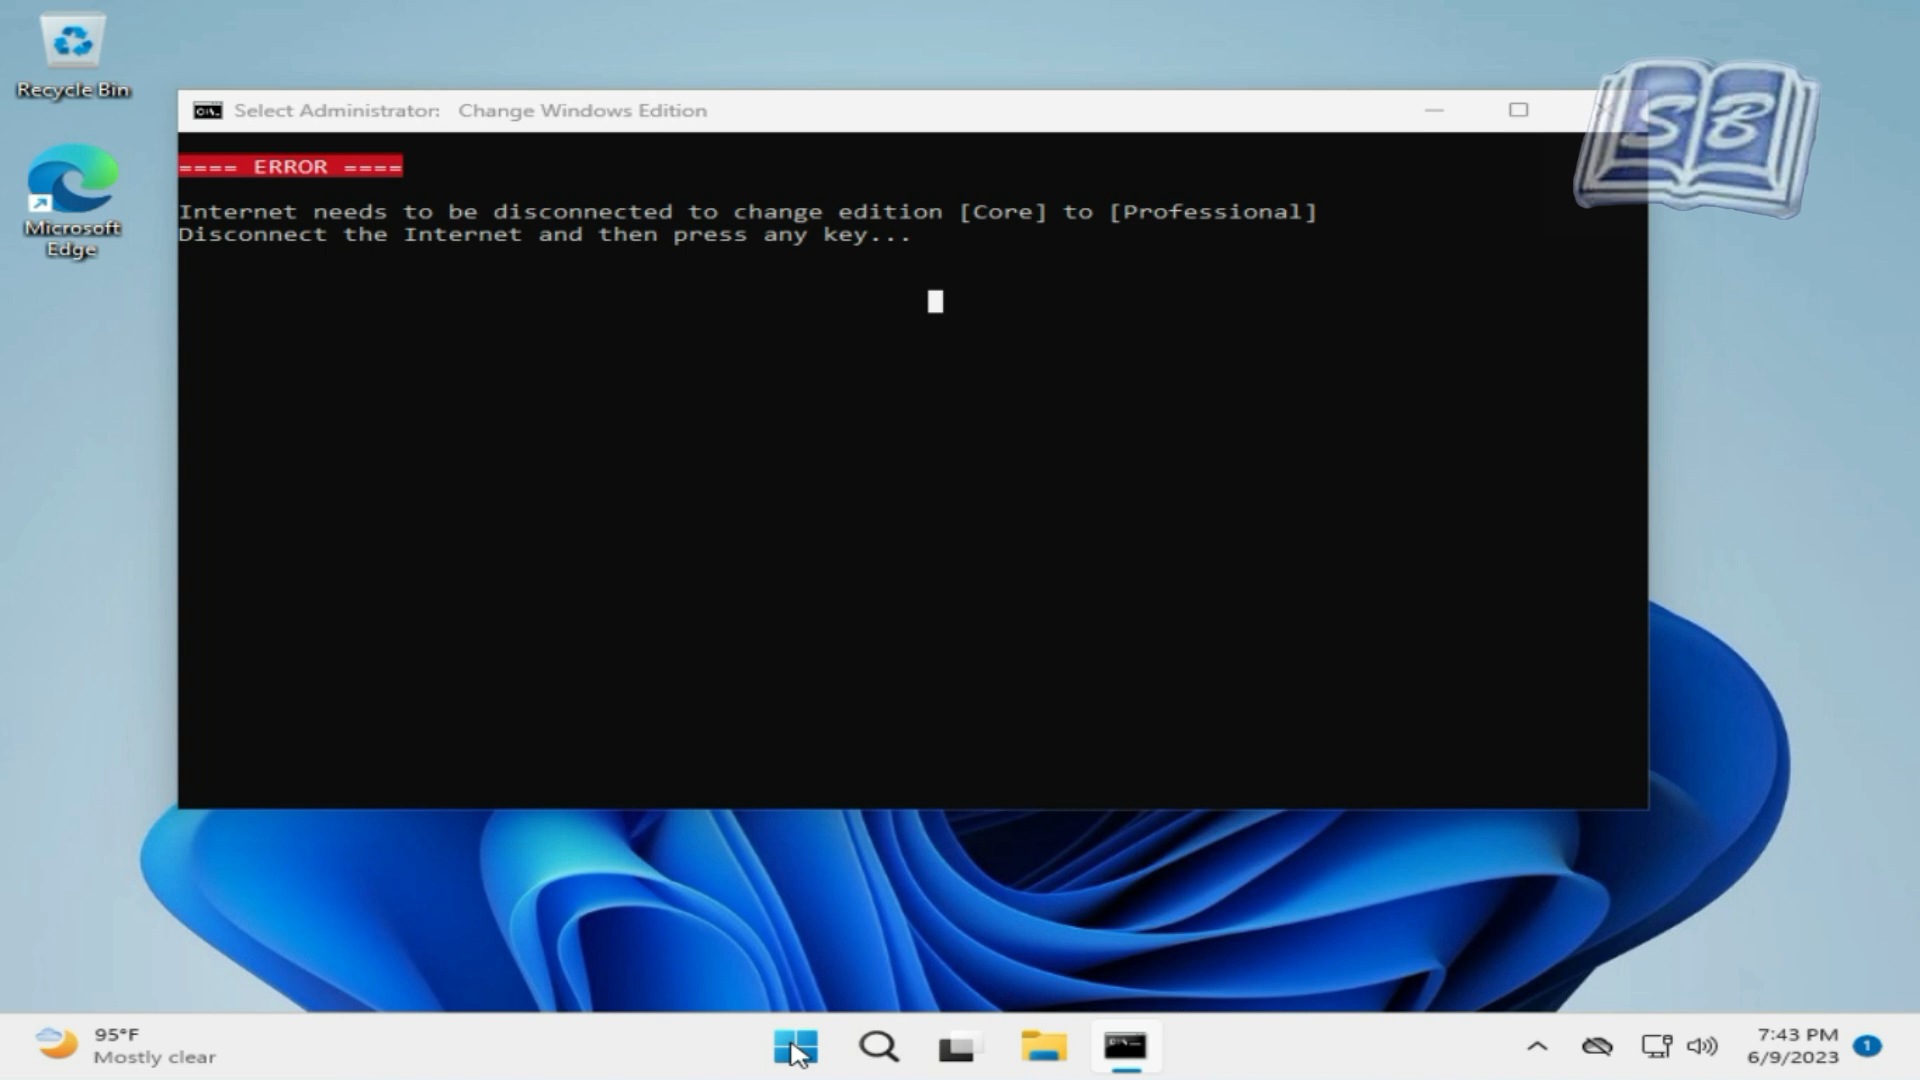 Recycle Bin
Select Administrator:  Change Windows Edition
SB
Microsoft
Edge
==== ERROR ====
Internet needs to be disconnected to change edition [Core] to [Professional]
Disconnect the Internet and then press any key...
95°F
Mostly clear
7:43 PM
6/9/2023
1